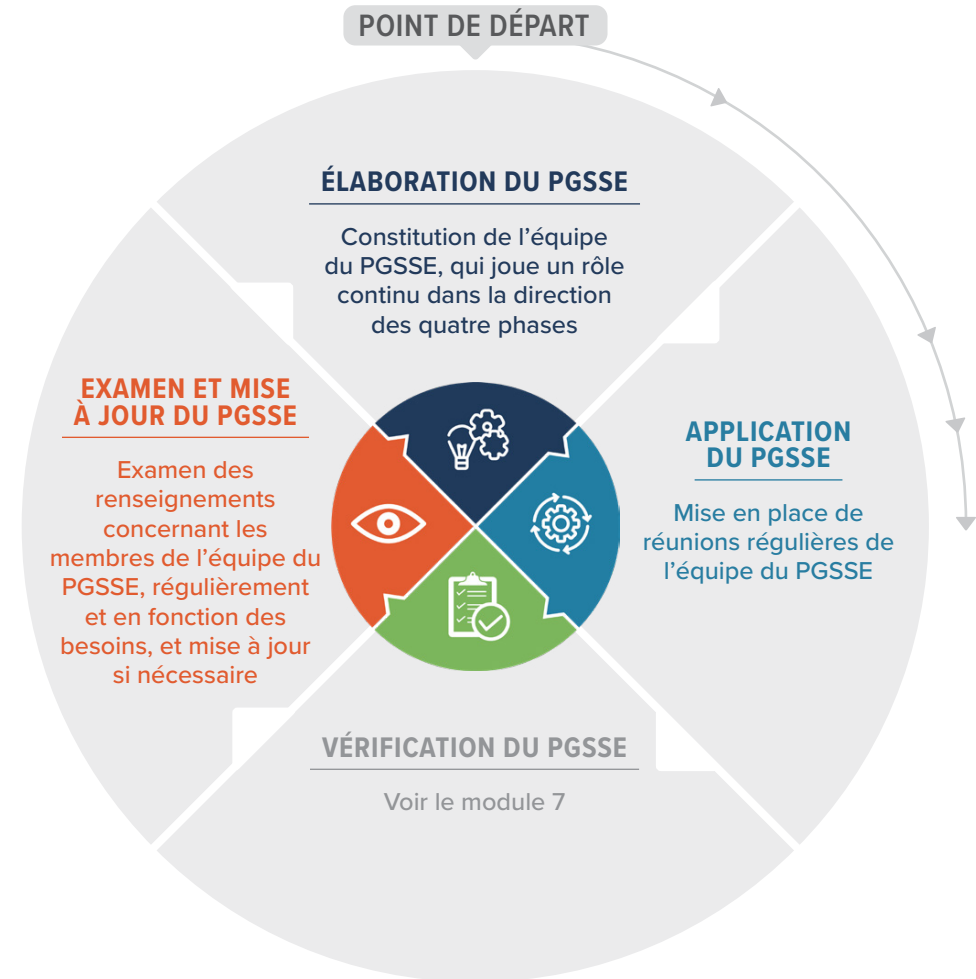 POINT DE DÉPART
ÉLABORATION DU PGSSE
Constitution de l’équipe
du PGSSE, qui joue un rôle
continu dans la direction
des quatre phases
APPLICATION
DU PGSSE
Mise en place de
réunions régulières de
l’équipe du PGSSE
VÉRIFICATION DU PGSSE
Voir le module 7
EXAMEN ET MISE
À JOUR DU PGSSE
Examen des
renseignements
concernant les
membres de l’équipe du
PGSSE, régulièrement
et en fonction des
besoins, et mise à jour
si nécessaire